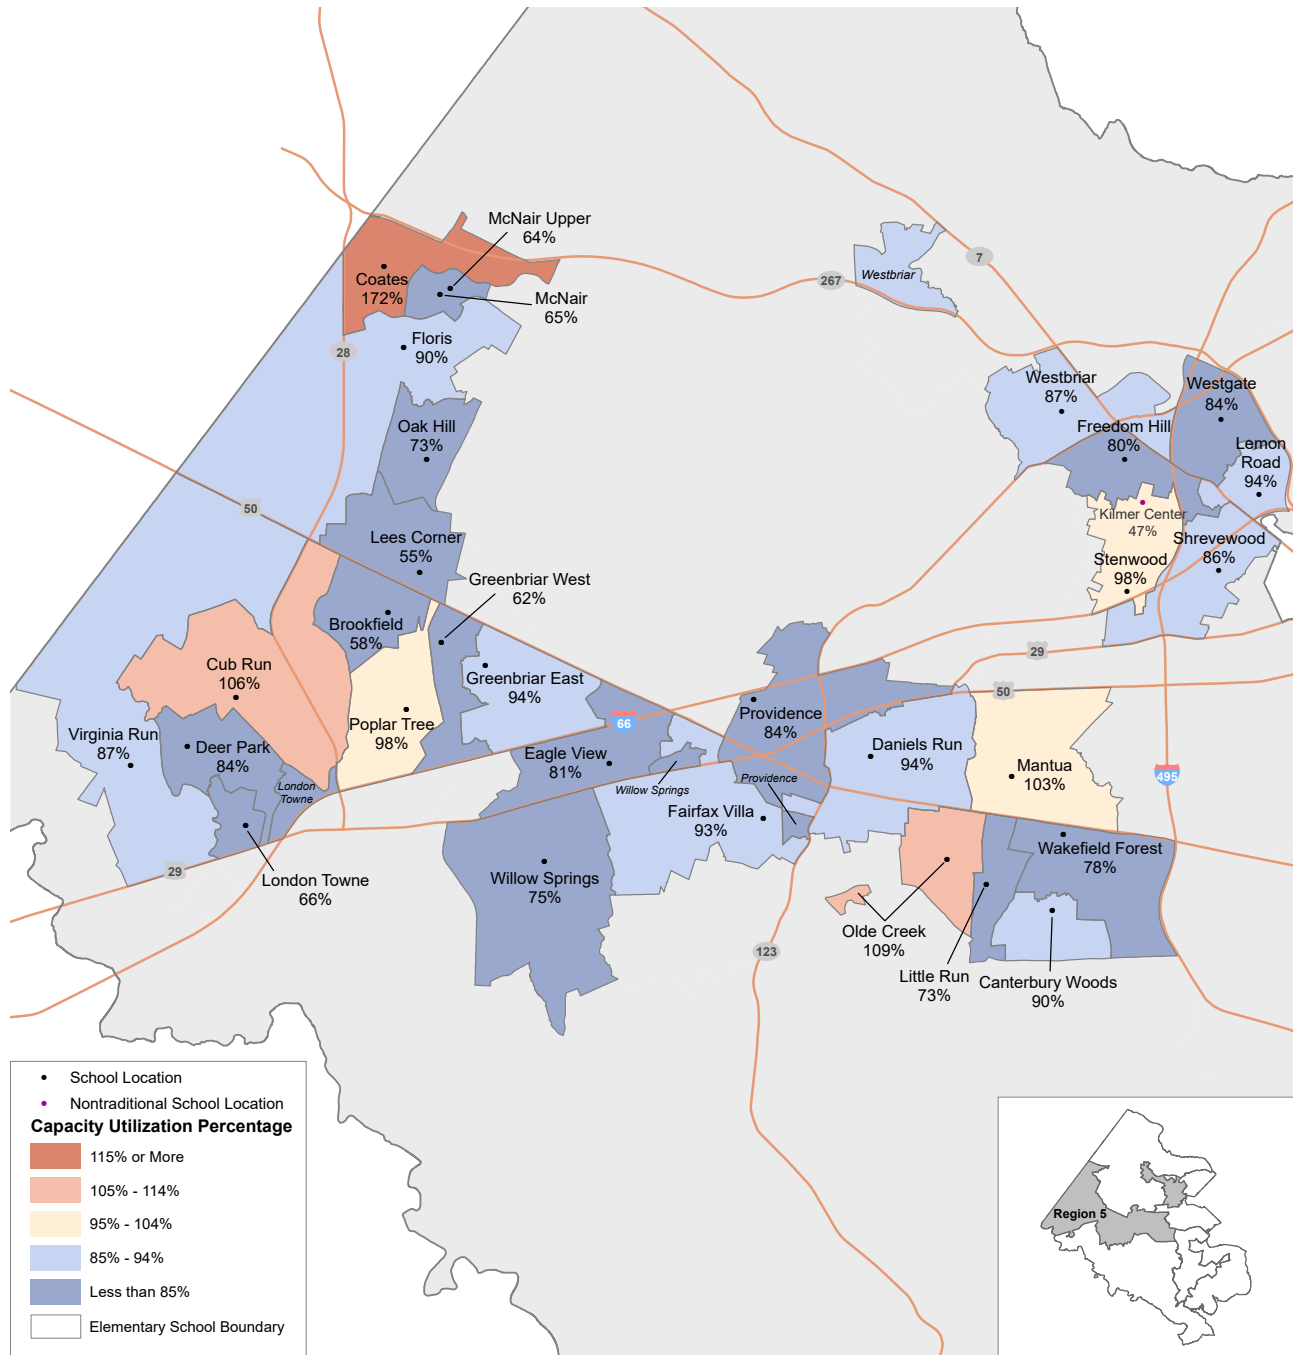 McNair Upper
64%
Coates
172%
McNair
65%
Floris
90%
28
267
7
Westbriar
Westbriar
87%
Westgate
84%
Freedom Hill
80%
Lemon
Road
94%
Oak Hill
73%
50
Kilmer Center
47%
Lees Corner
55%
Shrevewood
86%
Stenwood
98%
Greenbriar West
62%
Brookfield
58%
29
Cub Run
106%
Greenbriar East
94%
50
Poplar Tree
98%
66
Providence
84%
Virginia Run
87%
Deer Park
84%
Eagle View
81%
Daniels Run
94%
Mantua
103%
495
London
Towne
Willow Springs
Providence
Fairfax Villa
93%
Wakefield Forest
78%
29
London Towne
66%
Willow Springs
75%
Olde Creek
109%
123
Little Run
73%
Canterbury Woods
90%
School Location
Nontraditional School Location
Capacity Utilization Percentage
115% or More
105% - 114%
95% - 104%
85% - 94%
Less than 85%
Elementary School Boundary
Region 5